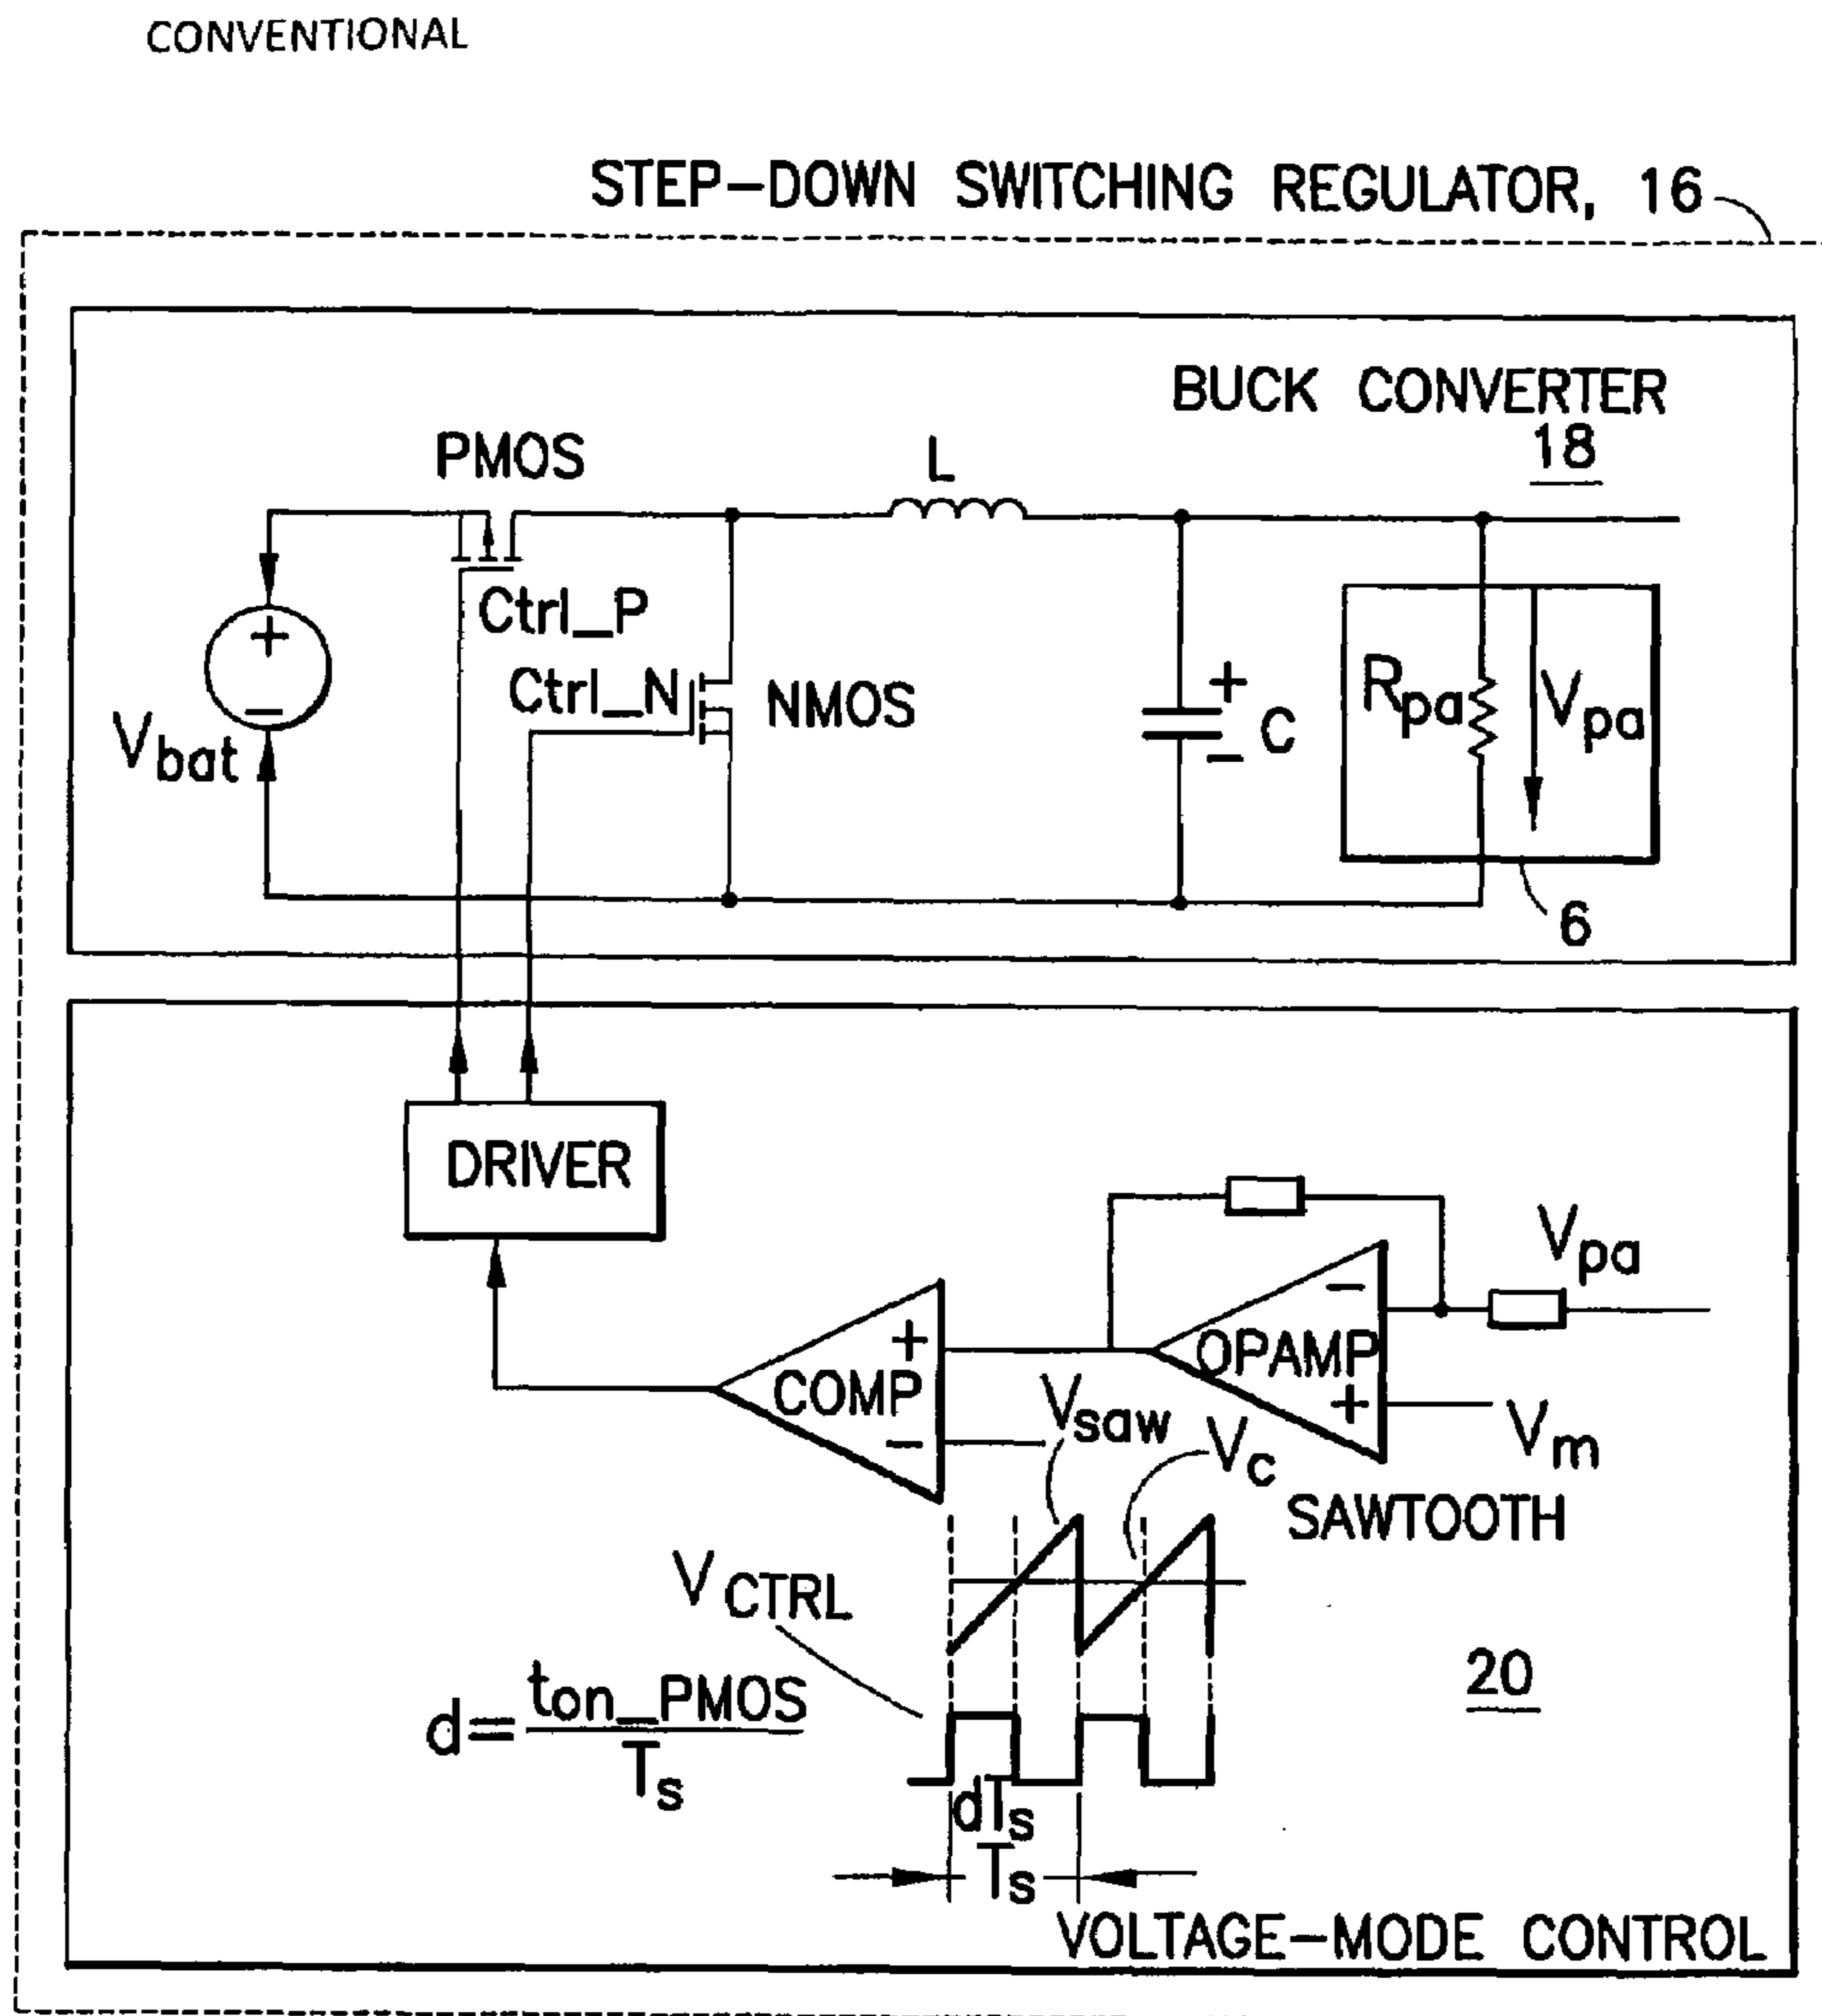 CONVENTIONAL
STEP-DOWN SWITCHING REGULATOR, 16
BUCK CONVERTER
18
PMOS
L
Ctrl_P
Ctrl_N
NMOS
+
-
Vbat
+
-
C
Rpa
Vpa
6
DRIVER
Vpa
-
OPAMP
+
Vm
+
COMP
-
Vsaw
Vc
SAWTOOTH
VCTRL
20
d=ton_PMOS
Ts
dTs
Ts
VOLTAGE-MODE CONTROL